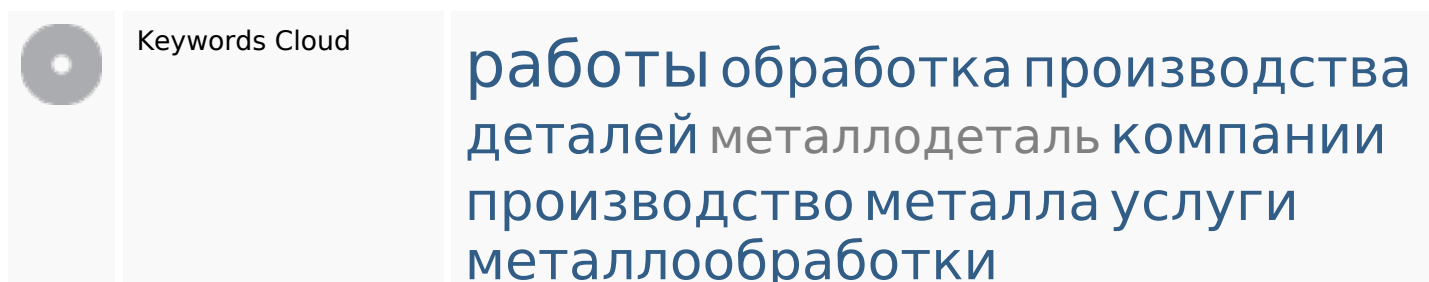 Keywords Cloud
работы обработка производства
деталей металлодеталь компании
производство металла услуги
металлообработки